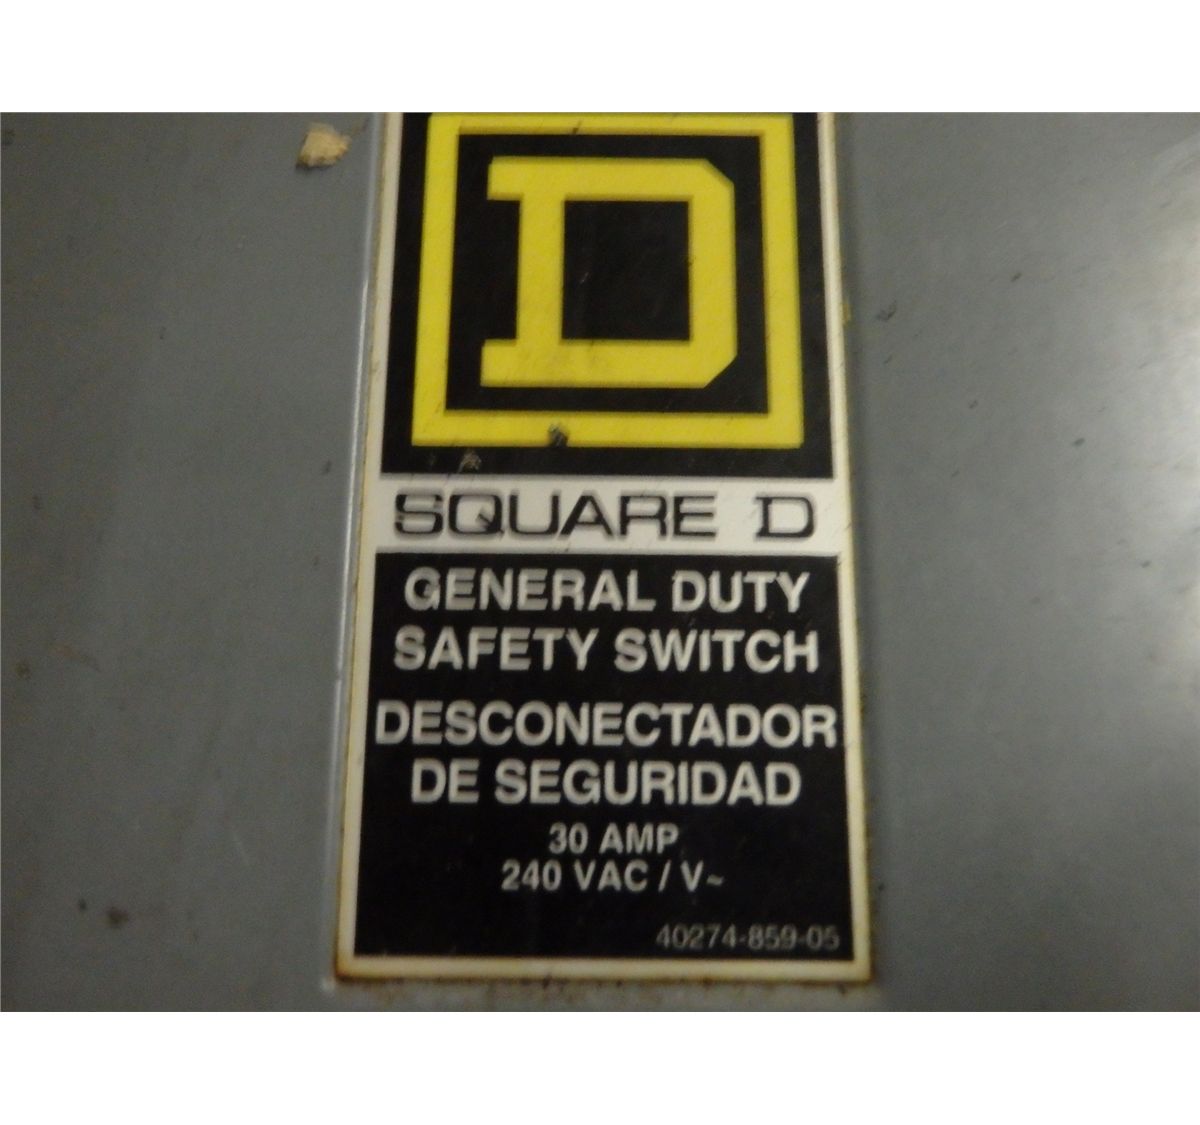 D
SQUARE D
GENERAL DUTY
SAFETY SWITCH
DESCONECTADOR
DE SEGURIDAD
30 AMP
240 VAC / V~
40274-859-05